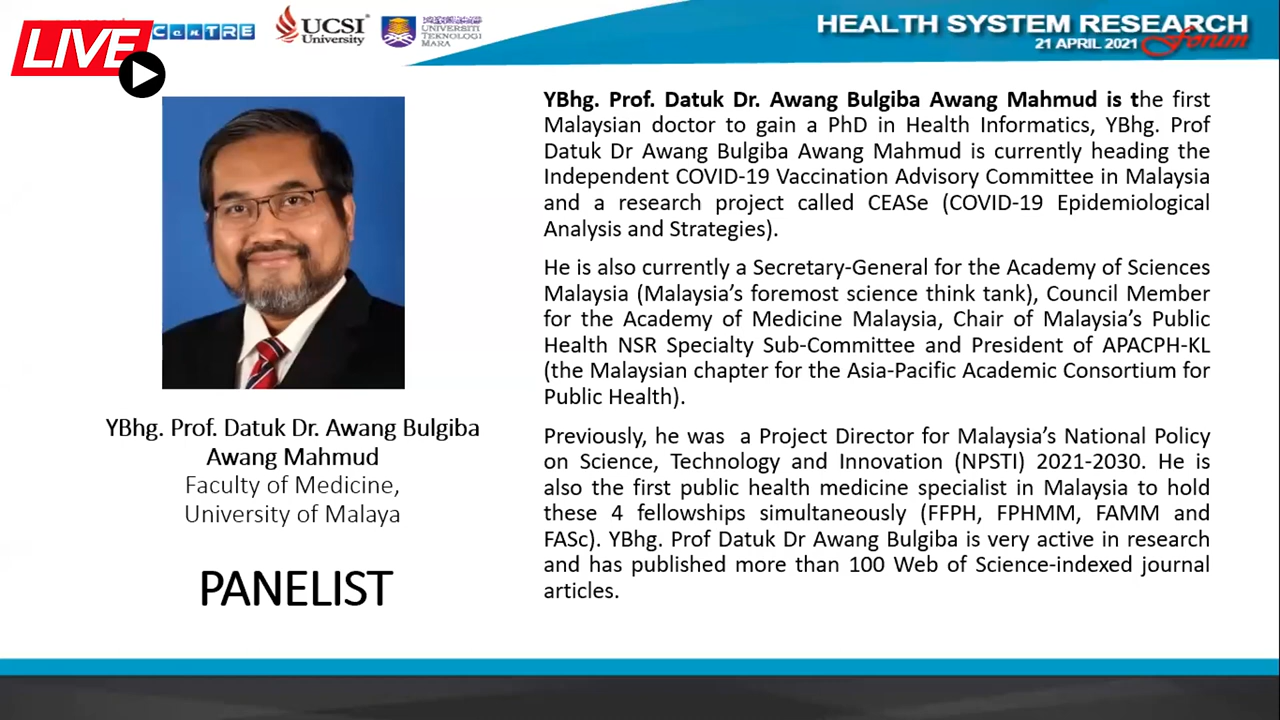 LIVE
CentRE
UCSI
University
UNIVERSITI
TEKNOLOGI
MARA
HEALTH SYSTEM RESEARCH
21 APRIL 2021 Forum
YBhg. Prof. Datuk Dr. Awang Bulgiba
Awang Mahmud
Faculty of Medicine,
University of Malaya
PANELIST
YBhg. Prof. Datuk Dr. Awang Bulgiba Awang Mahmud is the first
Malaysian doctor to gain a PhD in Health Informatics, YBhg. Prof
Datuk Dr Awang Bulgiba Awang Mahmud is currently heading the
Independent COVID-19 Vaccination Advisory Committee in Malaysia
and a research project called CEASe (COVID-19 Epidemiological
Analysis and Strategies).
He is also currently a Secretary-General for the Academy of Sciences
Malaysia (Malaysia’s foremost science think tank), Council Member
for the Academy of Medicine Malaysia, Chair of Malaysia’s Public
Health NSR Specialty Sub-Committee and President of APACPH-KL
(the Malaysian chapter for the Asia-Pacific Academic Consortium for
Public Health).
Previously, he was a Project Director for Malaysia’s National Policy
on Science, Technology and Innovation (NPSTI) 2021-2030. He is
also the first public health medicine specialist in Malaysia to hold
these 4 fellowships simultaneously (FFPH, FPHMM, FAMM and
FASc). YBhg. Prof Datuk Dr Awang Bulgiba is very active in research
and has published more than 100 Web of Science-indexed journal
articles.